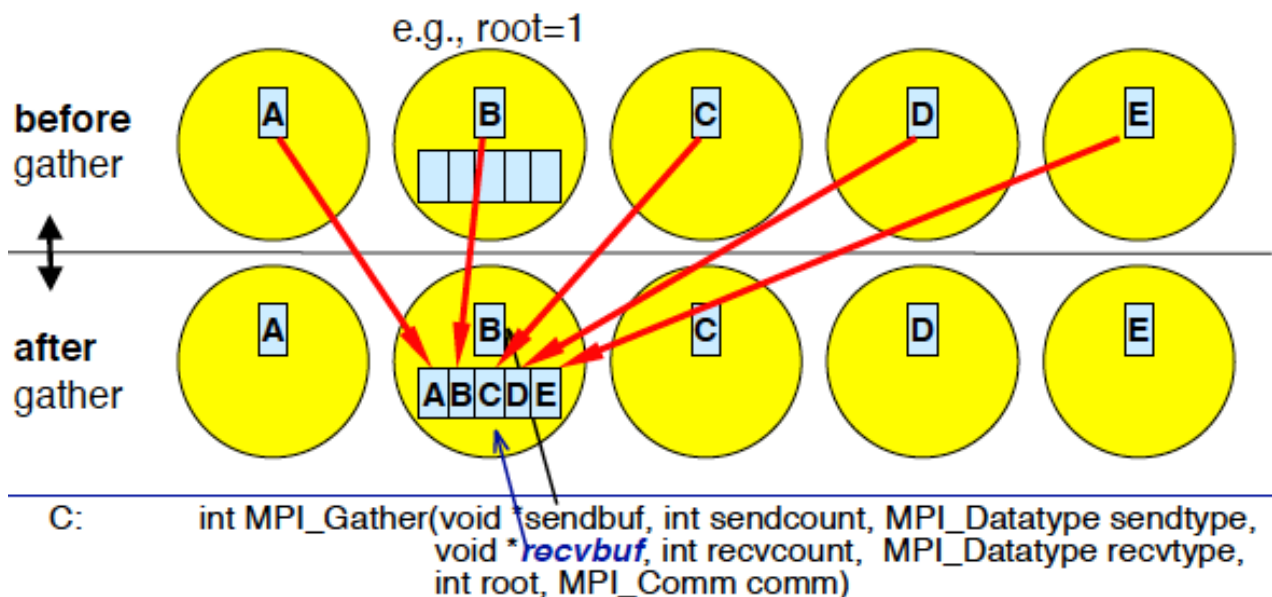 e.g., root=1
before
gather
A
B
C
D
E
after
gather
A
B
C
D
E
A B C D E
C: int MPI_Gather(void *sendbuf, int sendcount, MPI_Datatype sendtype,
void *recvbuf, int recvcount, MPI_Datatype recvtype,
int root, MPI_Comm comm)